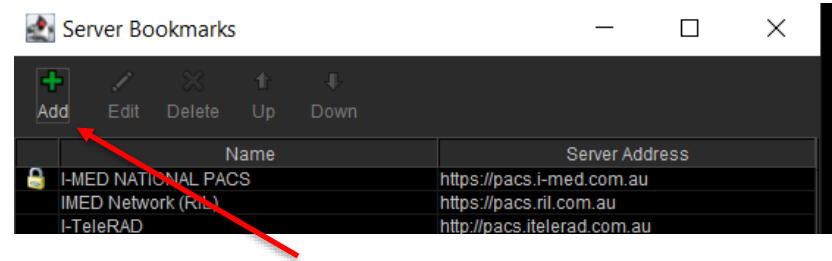 Server Bookmarks
Add Edit Delete Up Down
Name Server Address
I-MED NATIONAL PACS https://pacs.i-med.com.au
IMED Network (RIL) https://pacs.ril.com.au
I-TeleRAD http://pacs.itelerad.com.au